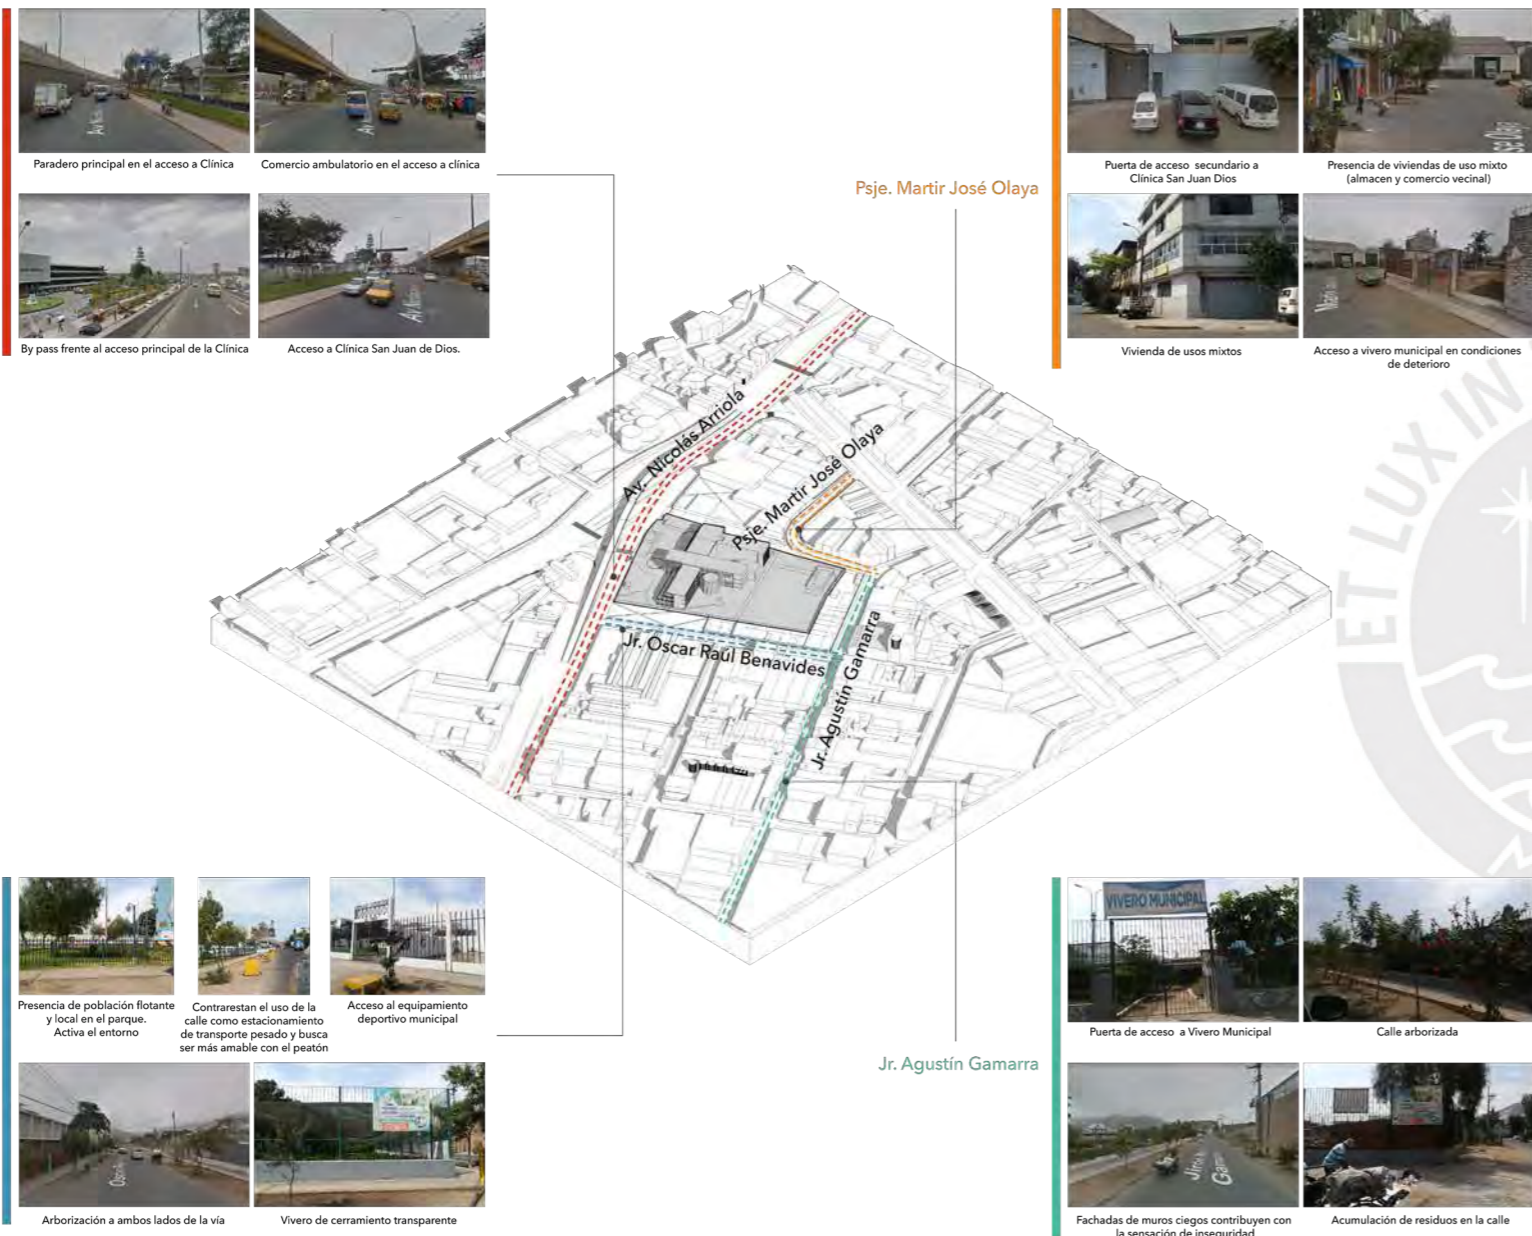 Paradero principal en el acceso a Clínica
Comercio ambulatorio en el acceso a clínica
By pass frente al acceso principal de la Clínica
Acceso a Clínica San Juan de Dios.
Psje. Martir José Olaya
Puerta de acceso secundario a
Clínica San Juan Dios
Presencia de viviendas de uso mixto
(almacen y comercio vecinal)
Vivienda de usos mixtos
Acceso a vivero municipal en condiciones
de deterioro
Av. Nicolás Arriola
Psje. Martir José Olaya
Jr. Oscar Raúl Benavides
Jr. Agustín Gamarra
ET LUX IN
Presencia de población flotante
y local en el parque.
Activa el entorno
Contrarestan el uso de la
calle como estacionamiento
de transporte pesado y busca
ser más amable con el peatón
Acceso al equipamiento
deportivo municipal
Arborización a ambos lados de la vía
Vivero de cerramiento transparente
Jr. Agustín Gamarra
VIVERO MUNICIPAL
Puerta de acceso a Vivero Municipal
Calle arborizada
Fachadas de muros ciegos contribuyen con
la sensación de inseguridad
Acumulación de residuos en la calle